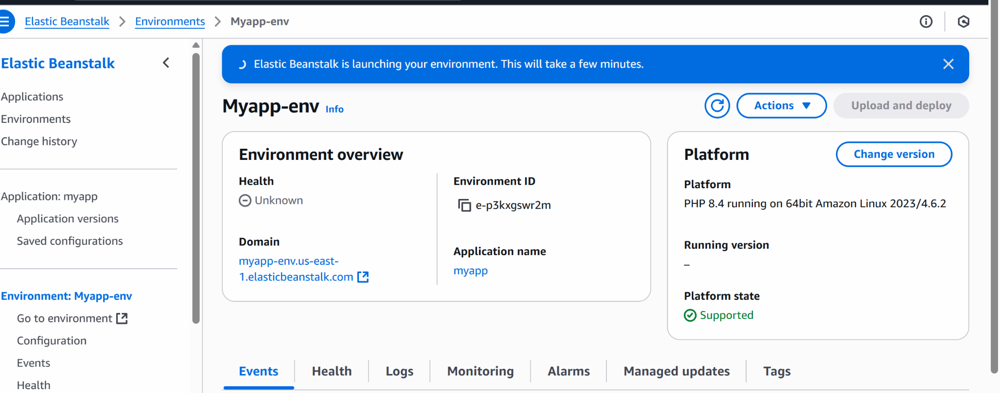 Elastic Beanstalk > Environments > Myapp-env
Elastic Beanstalk
Applications
Environments
Change history
Application: myapp
Application versions
Saved configurations
Environment: Myapp-env
Go to environment
Configuration
Events
Health
Elastic Beanstalk is launching your environment. This will take a few minutes.
Myapp-env Info
Actions
Upload and deploy
Environment overview
Health
Unknown
Domain
myapp-env.us-east-
1.elasticbeanstalk.com
Environment ID
e-p3kxgswr2m
Application name
myapp
Platform
Change version
Platform
PHP 8.4 running on 64bit Amazon Linux 2023/4.6.2
Running version
–
Platform state
Supported
Events Health Logs Monitoring Alarms Managed updates Tags